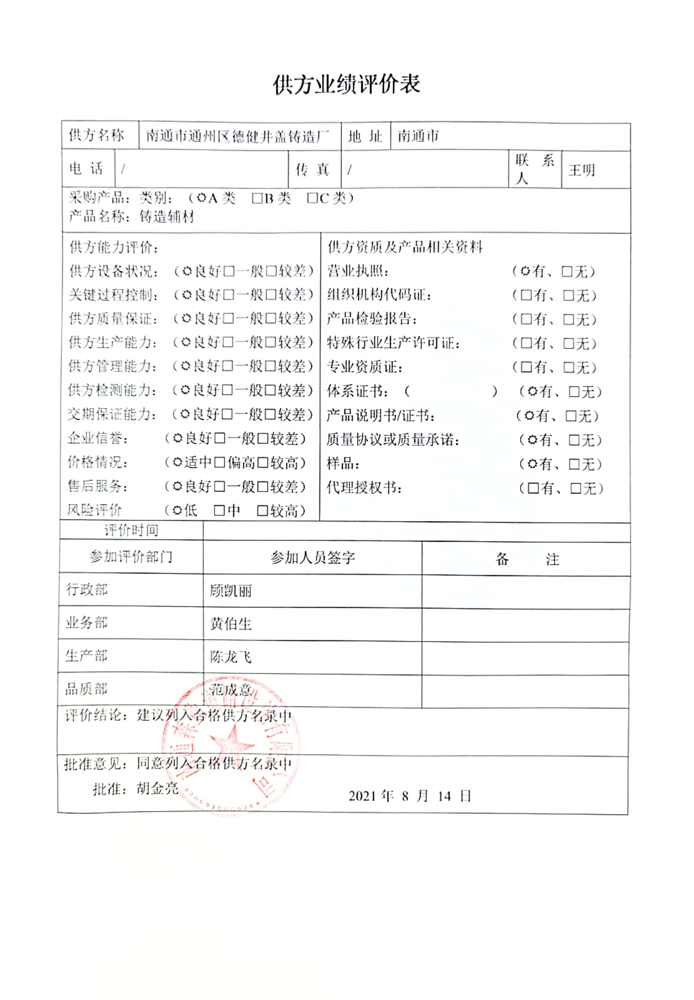 供方业绩评价表
供方名称 南通市通州区德健井盖铸造厂 地 址 南通市
电 话 / 传 真 / 联 系人 王明
采购产品：类别：（✡A 类 □B 类 □C 类）
产品名称：铸造辅材
供方能力评价：
供方设备状况：（✡良好□一般□较差）
关键过程控制：（✡良好□一般□较差）
供方质量保证：（✡良好□一般□较差）
供方生产能力：（✡良好□一般□较差）
供方管理能力：（✡良好□一般□较差）
供方检测能力：（✡良好□一般□较差）
交期保证能力：（✡良好□一般□较差）
企业信誉： （✡良好□一般□较差）
价格情况： （✡适中□偏高□较高）
售后服务： （✡良好□一般□较差）
风险评价 （✡低 □中 □较高）
供方资质及产品相关资料
营业执照： （✡有、□无）
组织机构代码证： （□有、□无）
产品检验报告： （□有、□无）
特殊行业生产许可证： （□有、□无）
专业资质证： （□有、□无）
体系证书：（ ） （✡有、□无）
产品说明书/证书： （✡有、□无）
质量协议或质量承诺： （✡有、□无）
样品： （✡有、□无）
代理授权书： （□有、□无）
评价时间
参加评价部门 参加人员签字 备 注
行政部 顾凯丽
业务部 黄伯生
生产部 陈龙飞
品质部 范成意
评价结论：建议列入合格供方名录中
批准意见：同意列入合格供方名录中
批准：胡金亮
2021 年 8 月 14 日